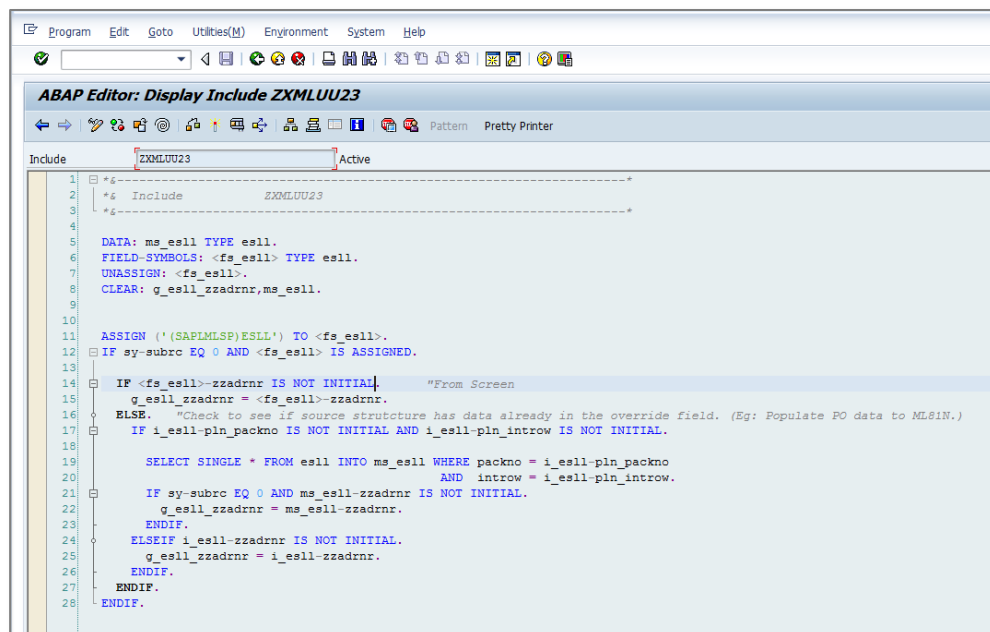 Program Edit Goto Utilities(M) Environment System Help
ABAP Editor: Display Include ZXMLUU23
Pattern Pretty Printer
Include ZXMLUU23 Active
1 *&---------------------------------------------------------------------*
2 *&  Include           ZXMLUU23
3 *&---------------------------------------------------------------------*
4
5 DATA: ms_esll TYPE esll.
6 FIELD-SYMBOLS: <fs_esll> TYPE esll.
7 UNASSIGN: <fs_esll>.
8 CLEAR: g_esll_zzadrnr,ms_esll.
9
10
11 ASSIGN ('(SAPLMLSP)ESLL') TO <fs_esll>.
12 IF sy-subrc EQ 0 AND <fs_esll> IS ASSIGNED.
13
14   IF <fs_esll>-zzadrnr IS NOT INITIAL.      "From Screen
15     g_esll_zzadrnr = <fs_esll>-zzadrnr.
16   ELSE.   "Check to see if source strutcture has data already in the override field. (Eg: Populate PO data to ML81N.)
17     IF i_esll-pln_packno IS NOT INITIAL AND i_esll-pln_introw IS NOT INITIAL.
18
19       SELECT SINGLE * FROM esll INTO ms_esll WHERE packno = i_esll-pln_packno
20                                               AND  introw = i_esll-pln_introw.
21       IF sy-subrc EQ 0 AND ms_esll-zzadrnr IS NOT INITIAL.
22         g_esll_zzadrnr = ms_esll-zzadrnr.
23       ENDIF.
24     ELSEIF i_esll-zzadrnr IS NOT INITIAL.
25       g_esll_zzadrnr = i_esll-zzadrnr.
26     ENDIF.
27   ENDIF.
28 ENDIF.